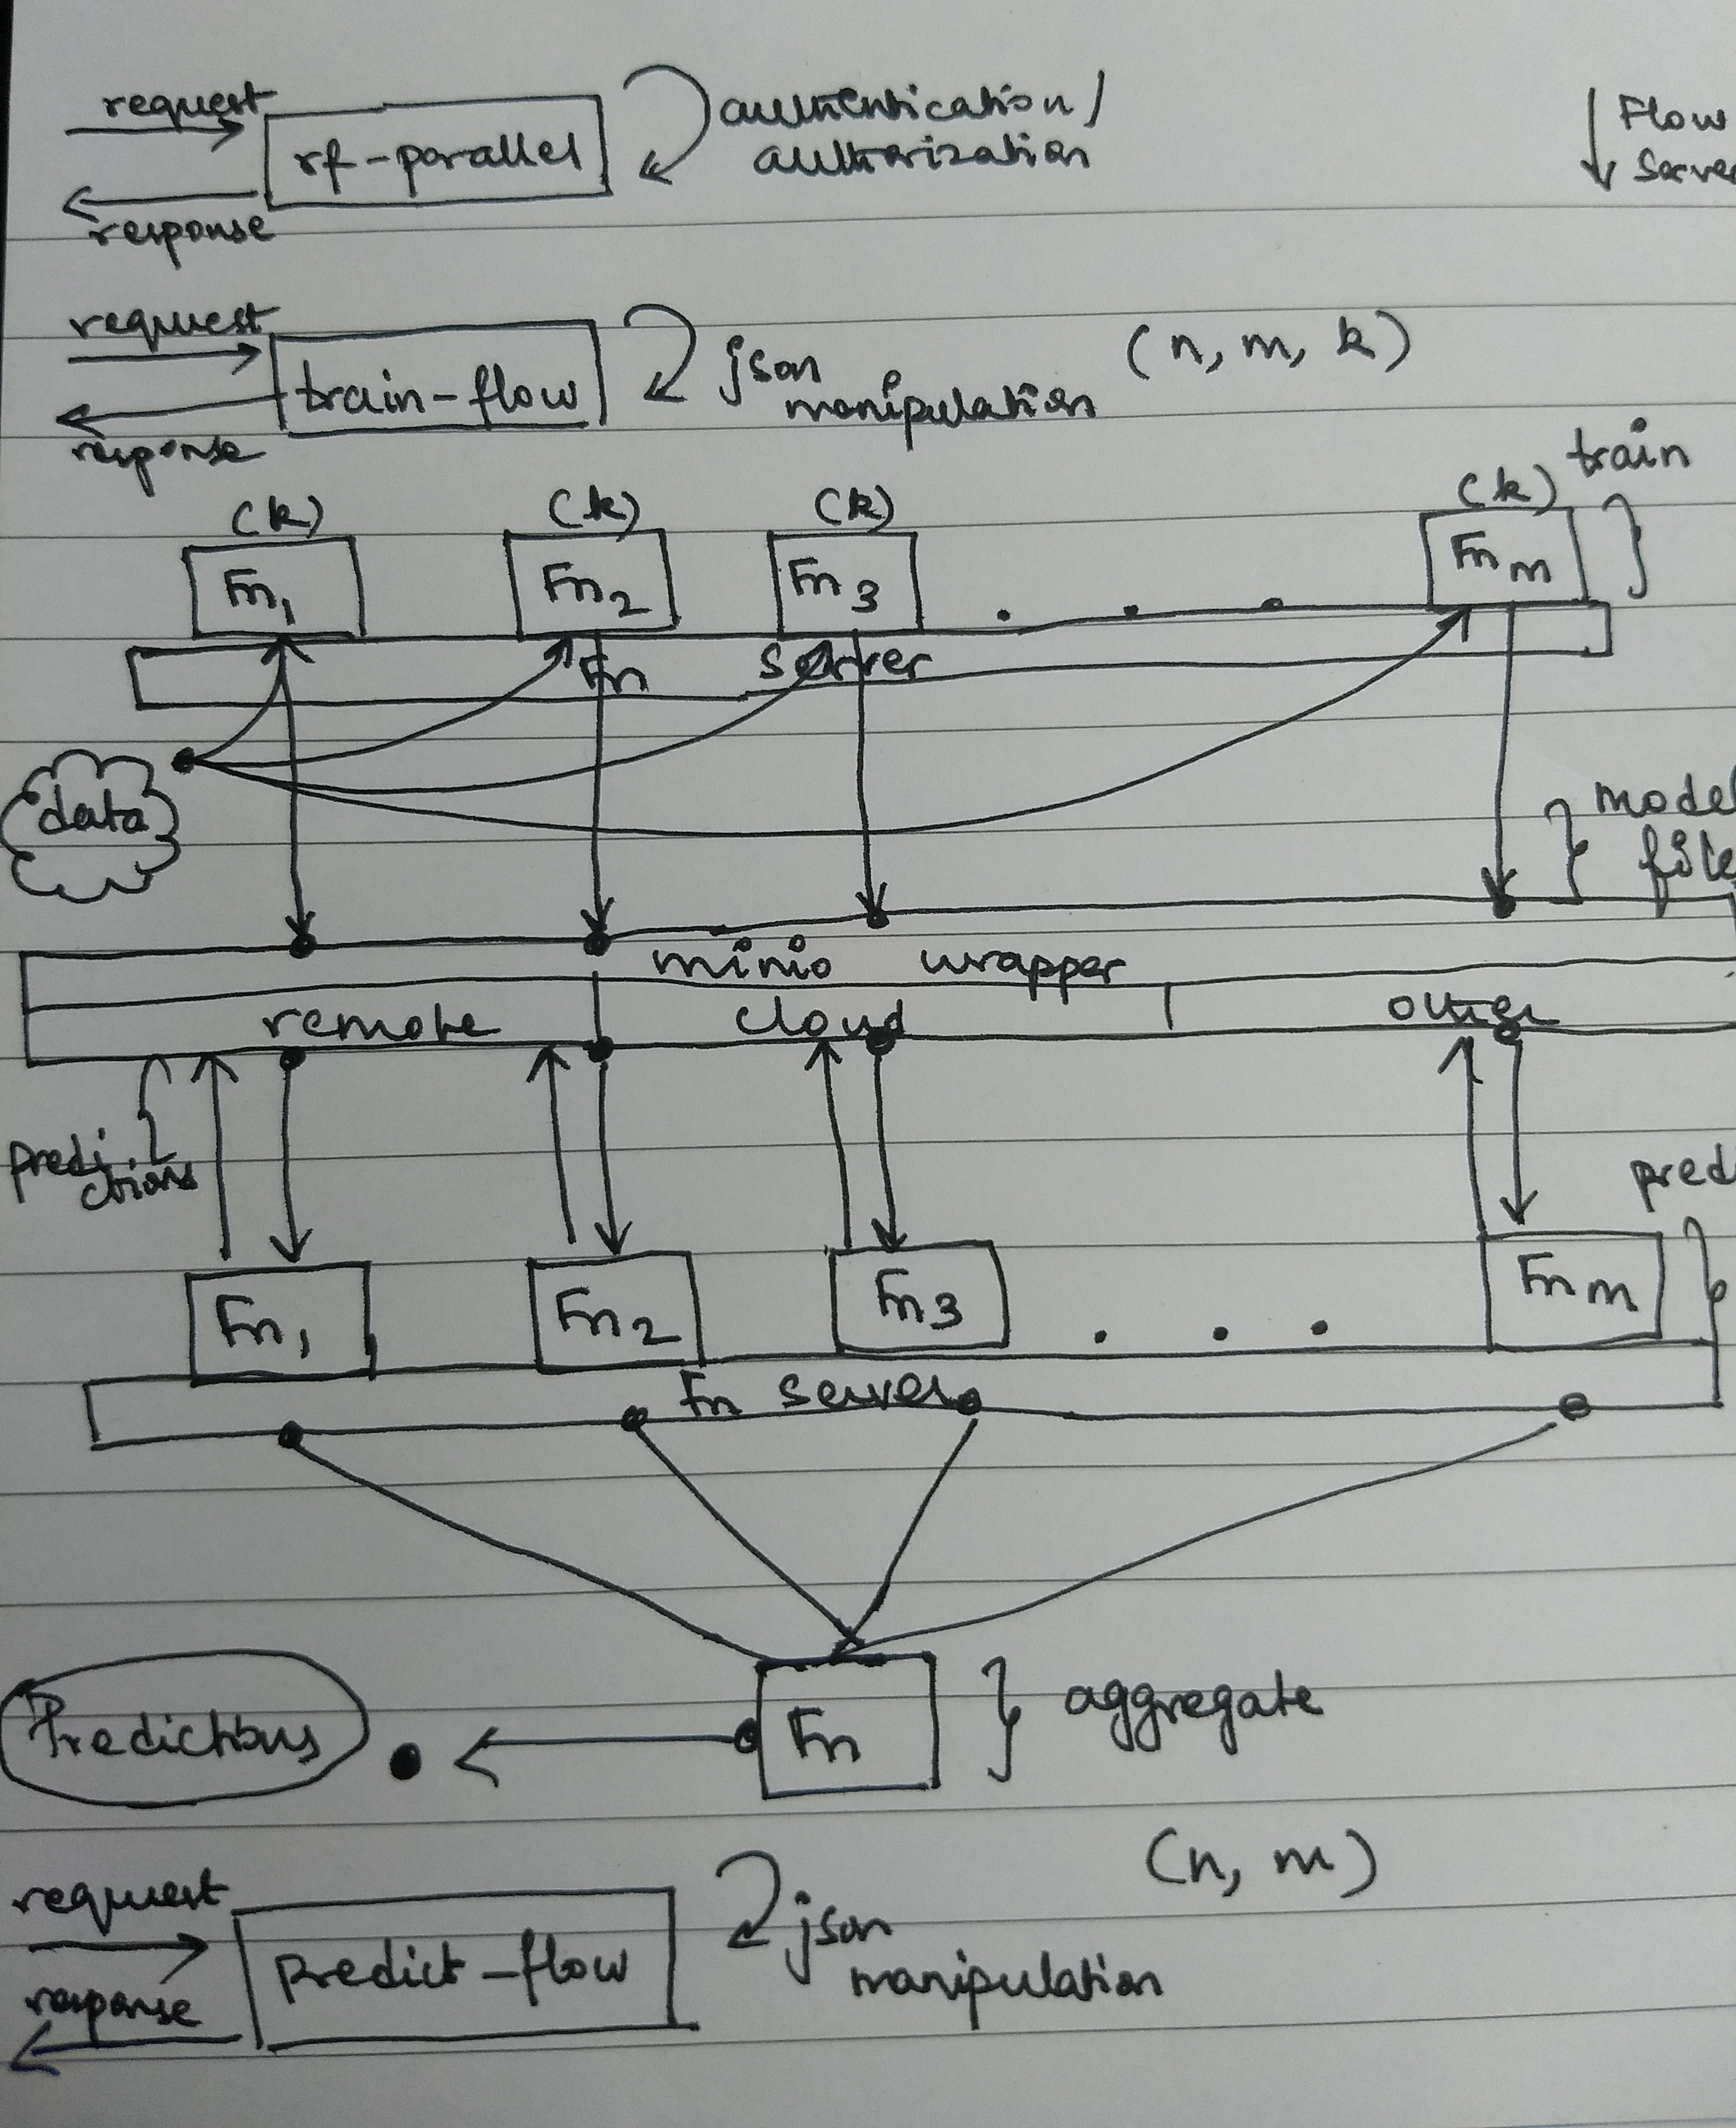 request
rf-parallel
response
authentication/
authorization
Flow
Server
request
train-flow
response
json
manipulation
(n, m, k)
train
(k) (k) (k) (k)
Fn1 Fn2 Fn3 . . . Fnm
Fn server
data
model
file
minio wrapper
remote cloud other
predi
ctions
pred
Fn1 Fn2 Fn3 . . . Fnm
Fn server
Fn
aggregate
Predictions
(n, m)
request
predict-flow
response
json
manipulation